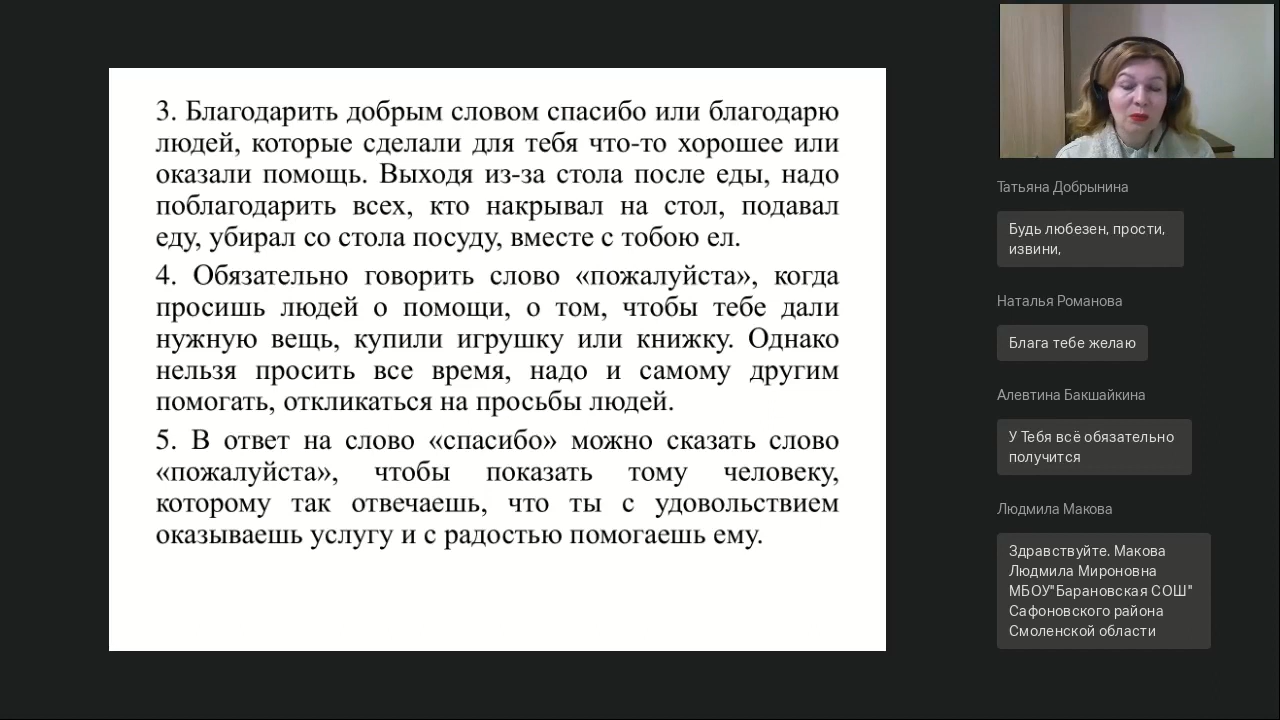 3. Благодарить добрым словом спасибо или благодарю
людей, которые сделали для тебя что-то хорошее или
оказали помощь. Выходя из-за стола после еды, надо
поблагодарить всех, кто накрывал на стол, подавал
еду, убирал со стола посуду, вместе с тобою ел.
4. Обязательно говорить слово «пожалуйста», когда
просишь людей о помощи, о том, чтобы тебе дали
нужную вещь, купили игрушку или книжку. Однако
нельзя просить все время, надо и самому другим
помогать, откликаться на просьбы людей.
5. В ответ на слово «спасибо» можно сказать слово
«пожалуйста», чтобы показать тому человеку,
которому так отвечаешь, что ты с удовольствием
оказываешь услугу и с радостью помогаешь ему.
Татьяна Добрынина
Будь любезен, прости,
извини,
Наталья Романова
Блага тебе желаю
Алевтина Бакшайкина
У Тебя всё обязательно
получится
Людмила Макова
Здравствуйте. Макова
Людмила Мироновна
МБОУ"Барановская СОШ"
Сафоновского района
Смоленской области